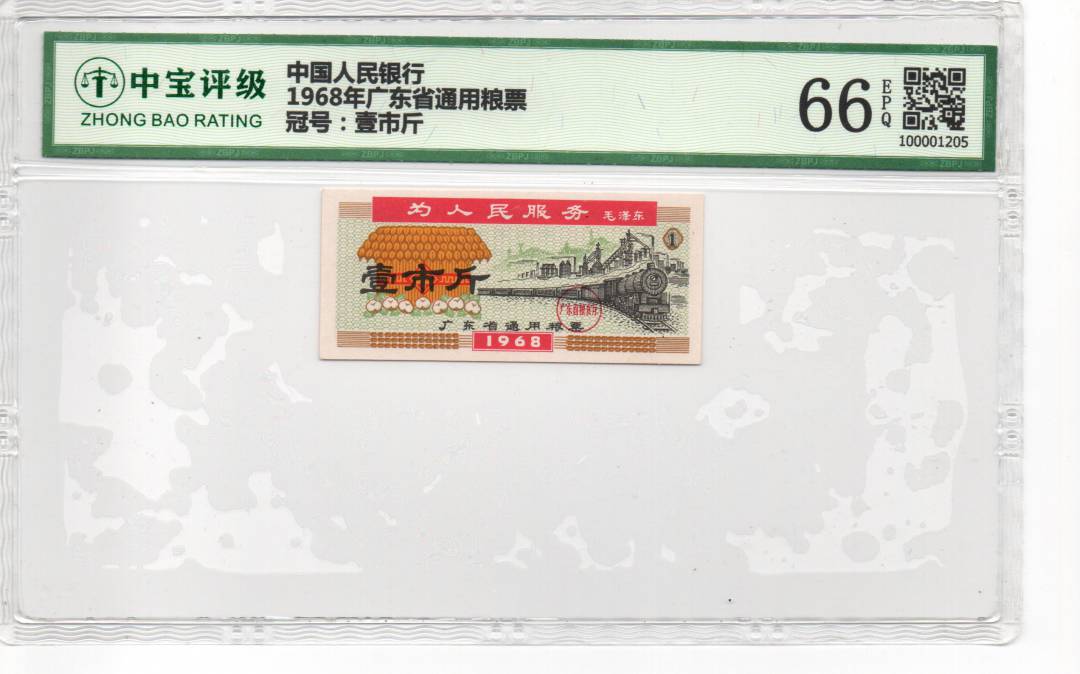 中宝评级
ZHONG BAO RATING
中国人民银行
1968年广东省通用粮票
冠号：壹市斤
66
EPQ
100001205
为人民服务 毛泽东
1
壹市斤
广东省通用粮票
1968